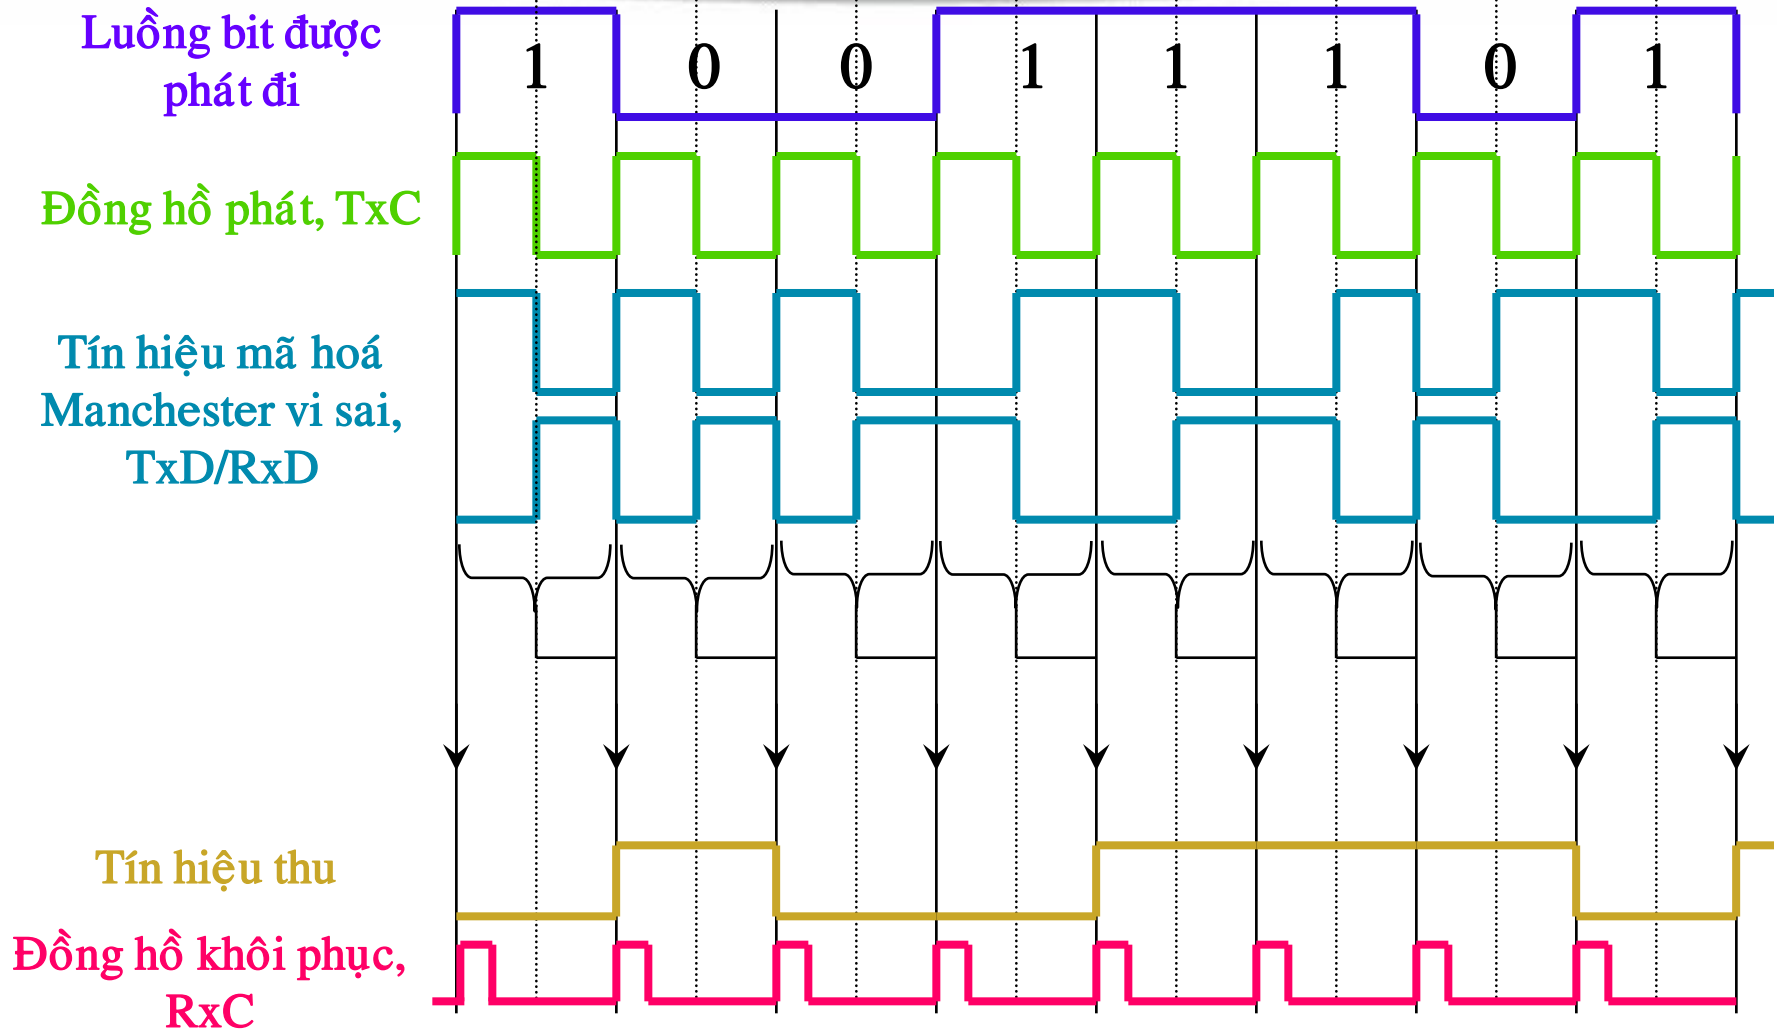 Luồng bit được
phát đi
1 0 0 1 1 1 0 1
Đồng hồ phát, TxC
Tín hiệu mã hoá
Manchester vi sai,
TxD/RxD
Tín hiệu thu
Đồng hồ khôi phục,
RxC